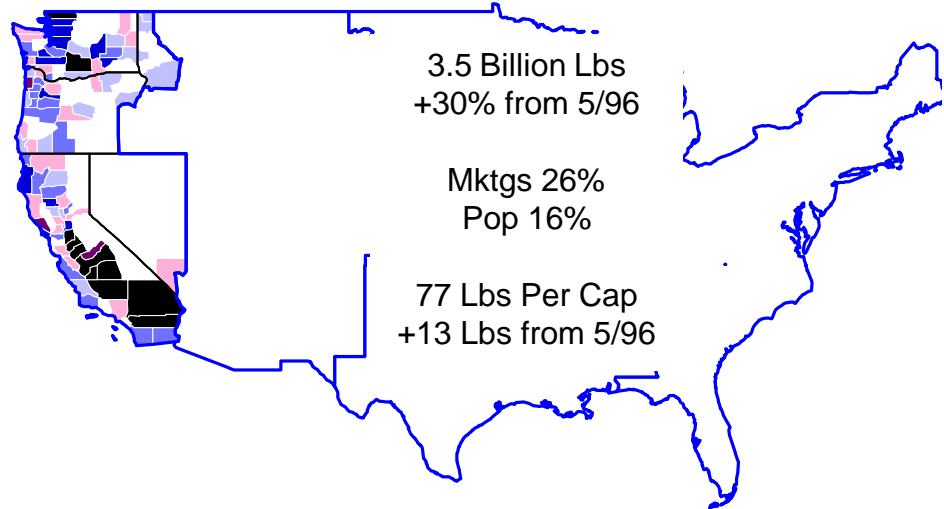 3.5 Billion Lbs
+30% from 5/96
Mktgs 26%
Pop 16%
77 Lbs Per Cap
+13 Lbs from 5/96